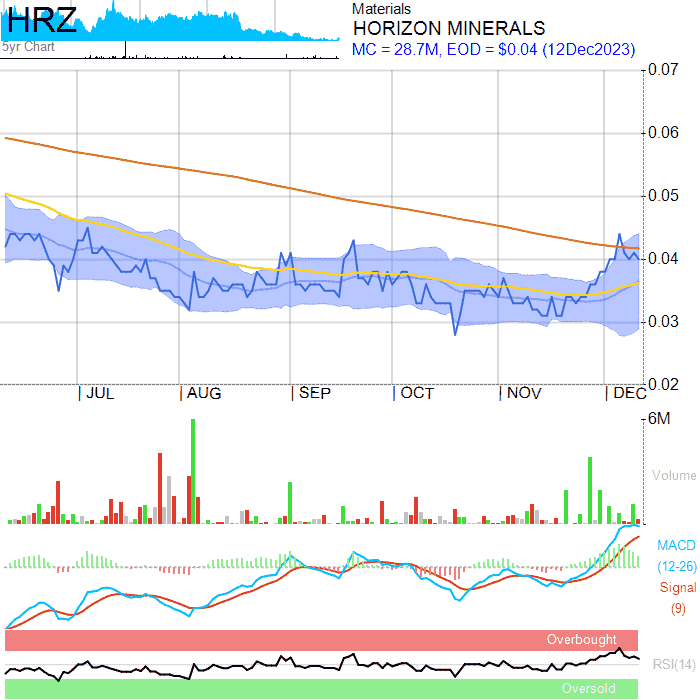 HRZ
5yr Chart
Materials
HORIZON MINERALS
MC = 28.7M, EOD = $0.04 (12Dec2023)
0.07
0.06
0.05
0.04
0.03
0.02
| JUL | AUG | SEP | OCT | NOV | DEC
6M
Volume
MACD
(12-26)
Signal
(9)
Overbought
RSI(14)
Oversold